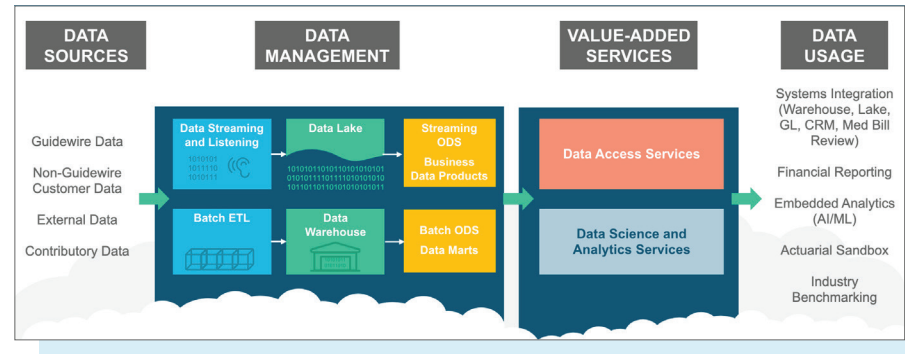 DATA
SOURCES
DATA
MANAGEMENT
VALUE-ADDED
SERVICES
DATA
USAGE
Guidewire Data
Non-Guidewire
Customer Data
External Data
Contributory Data
Data Streaming
and Listening
1010101
1011110
1010111
Data Lake
Streaming
ODS
Business
Data Products
Batch ETL
Data
Warehouse
Batch ODS
Data Marts
Data Access Services
Data Science and
Analytics Services
Systems Integration
(Warehouse, Lake,
GL, CRM, Med Bill
Review)
Financial Reporting
Embedded Analytics
(AI/ML)
Actuarial Sandbox
Industry
Benchmarking